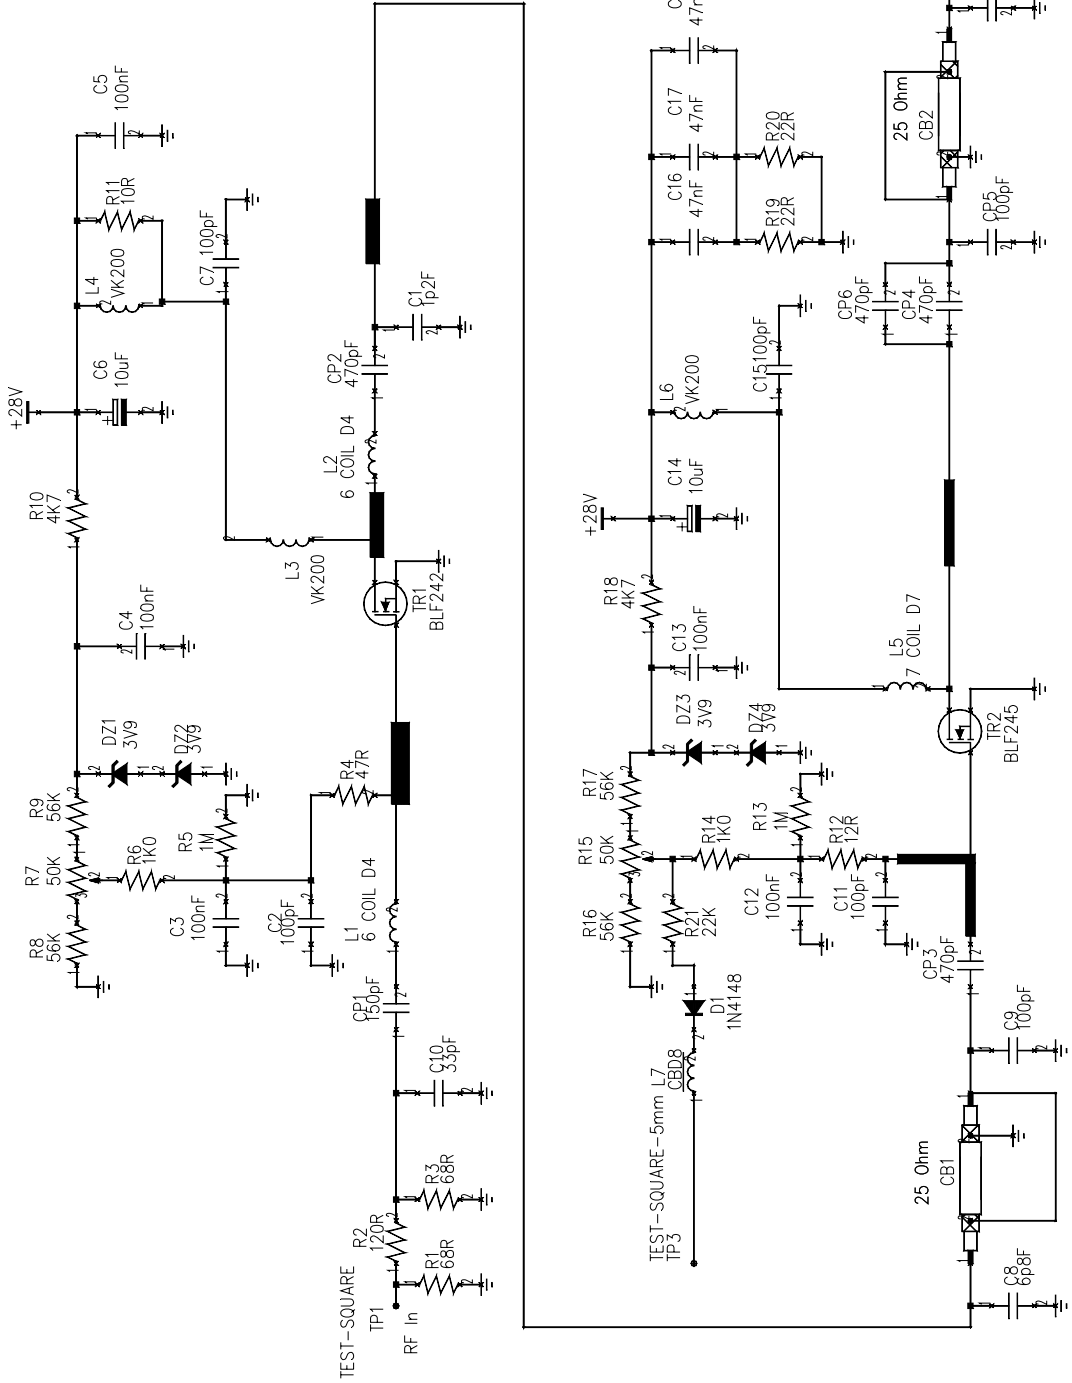 C5
100nF
R11
10R
L4
VK200
C7 100pF
C6
10uF
+28V
R10
4K7
C4
100nF
DZ1
3V9
DZ2
3V9
R9
56K
R7
50K
R8
56K
R6
1K0
R5
1M
R4
47R
C3
100nF
C2
100pF
L1
6 COIL D4
CP1
150pF
C10
33pF
R3
68R
R2
120R
R1
68R
TEST-SQUARE
TP1
RF In
L3
VK200
TR1
BLF242
L2
6 COIL D4
CP2
470pF
C1
1p2F
47nF
C17
47nF
C16
47nF
R20
22R
R19
22R
L6
VK200
C15 100pF
C14
10uF
+28V
R18
4K7
C13
100nF
DZ3
3V9
DZ4
3V9
R17
56K
R15
50K
R16
56K
R14
1K0
R13
1M
R12
12R
R21
22K
C12
100nF
C11
100pF
D1
1N4148
L7
CBD8
TEST-SQUARE-5mm
TP3
25 Ohm
CB2
CP5
100pF
CP6
470pF
CP4
470pF
L5
7 COIL D7
TR2
BLF245
CP3
470pF
C9
100pF
25 Ohm
CB1
C8
6p8F